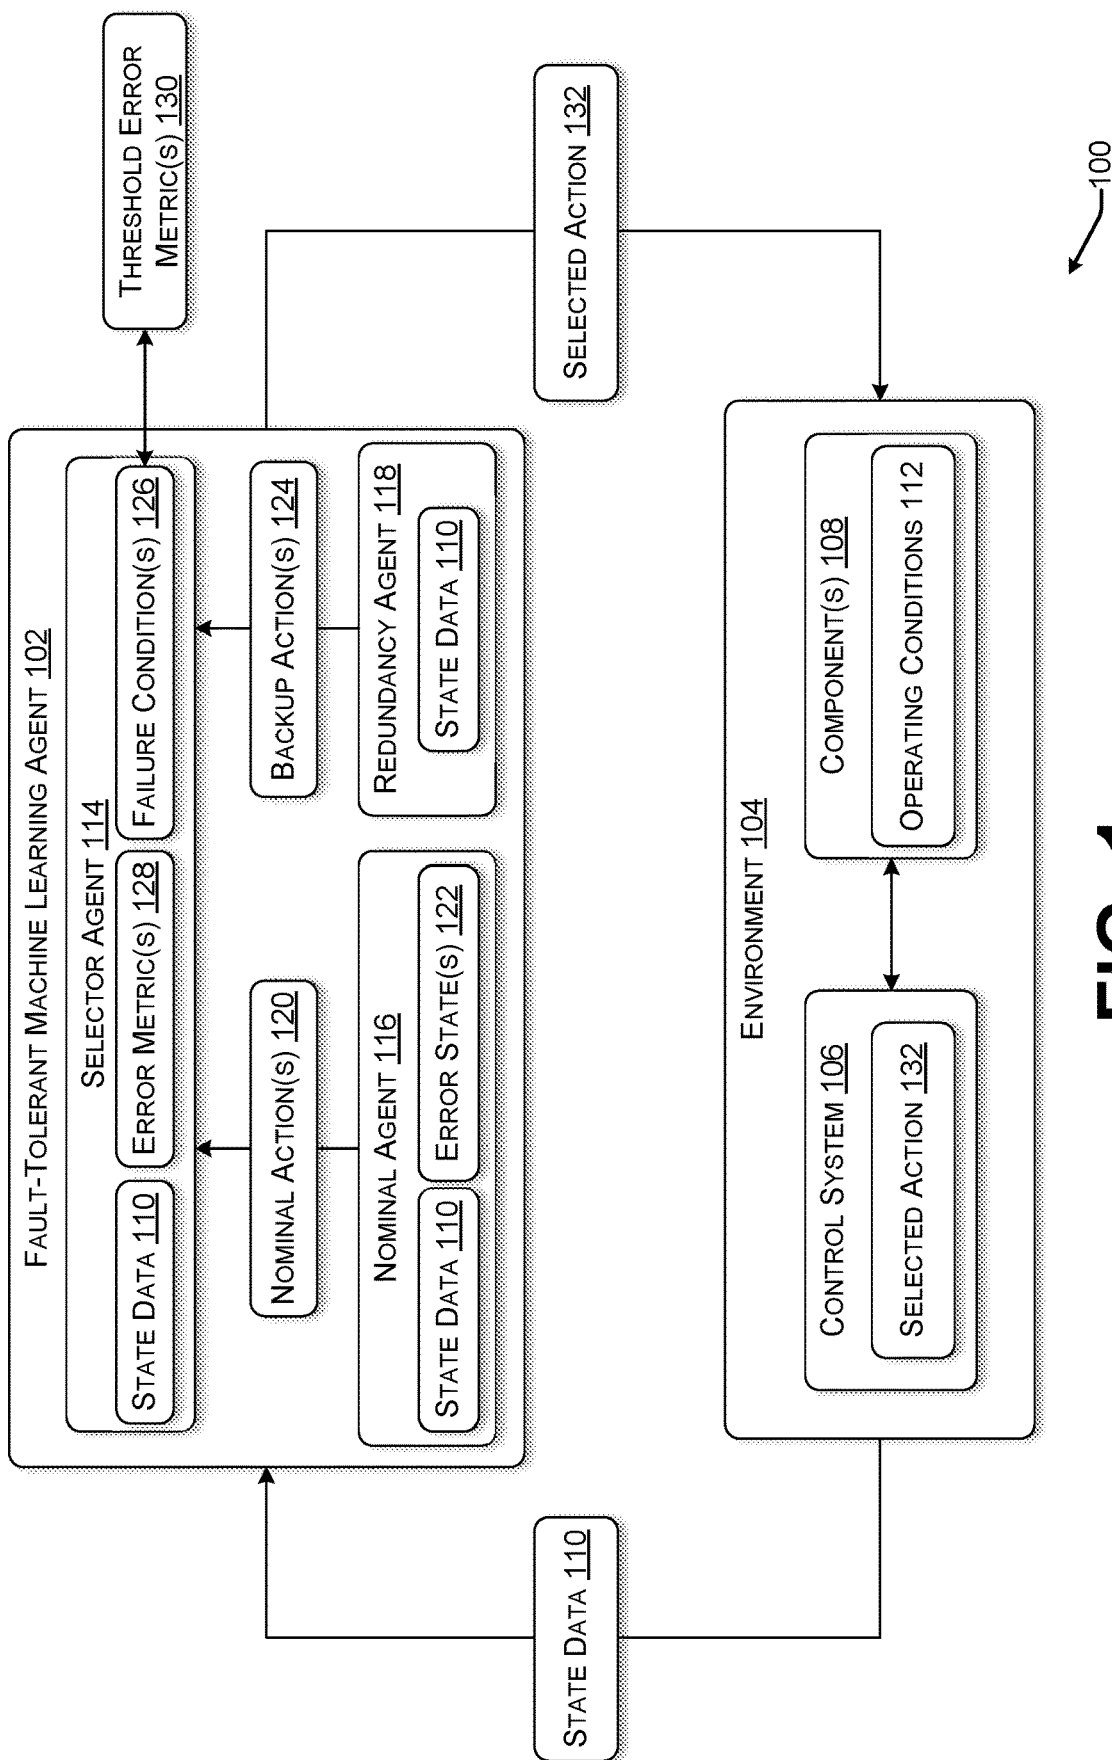 FAULT-TOLERANT MACHINE LEARNING AGENT 102
SELECTOR AGENT 114
STATE DATA 110
ERROR METRIC(S) 128
FAILURE CONDITION(S) 126
THRESHOLD ERROR
METRIC(S) 130
NOMINAL ACTION(S) 120
BACKUP ACTION(S) 124
NOMINAL AGENT 116
STATE DATA 110
ERROR STATE(S) 122
REDUNDANCY AGENT 118
STATE DATA 110
STATE DATA 110
SELECTED ACTION 132
ENVIRONMENT 104
CONTROL SYSTEM 106
SELECTED ACTION 132
COMPONENT(S) 108
OPERATING CONDITIONS 112
100